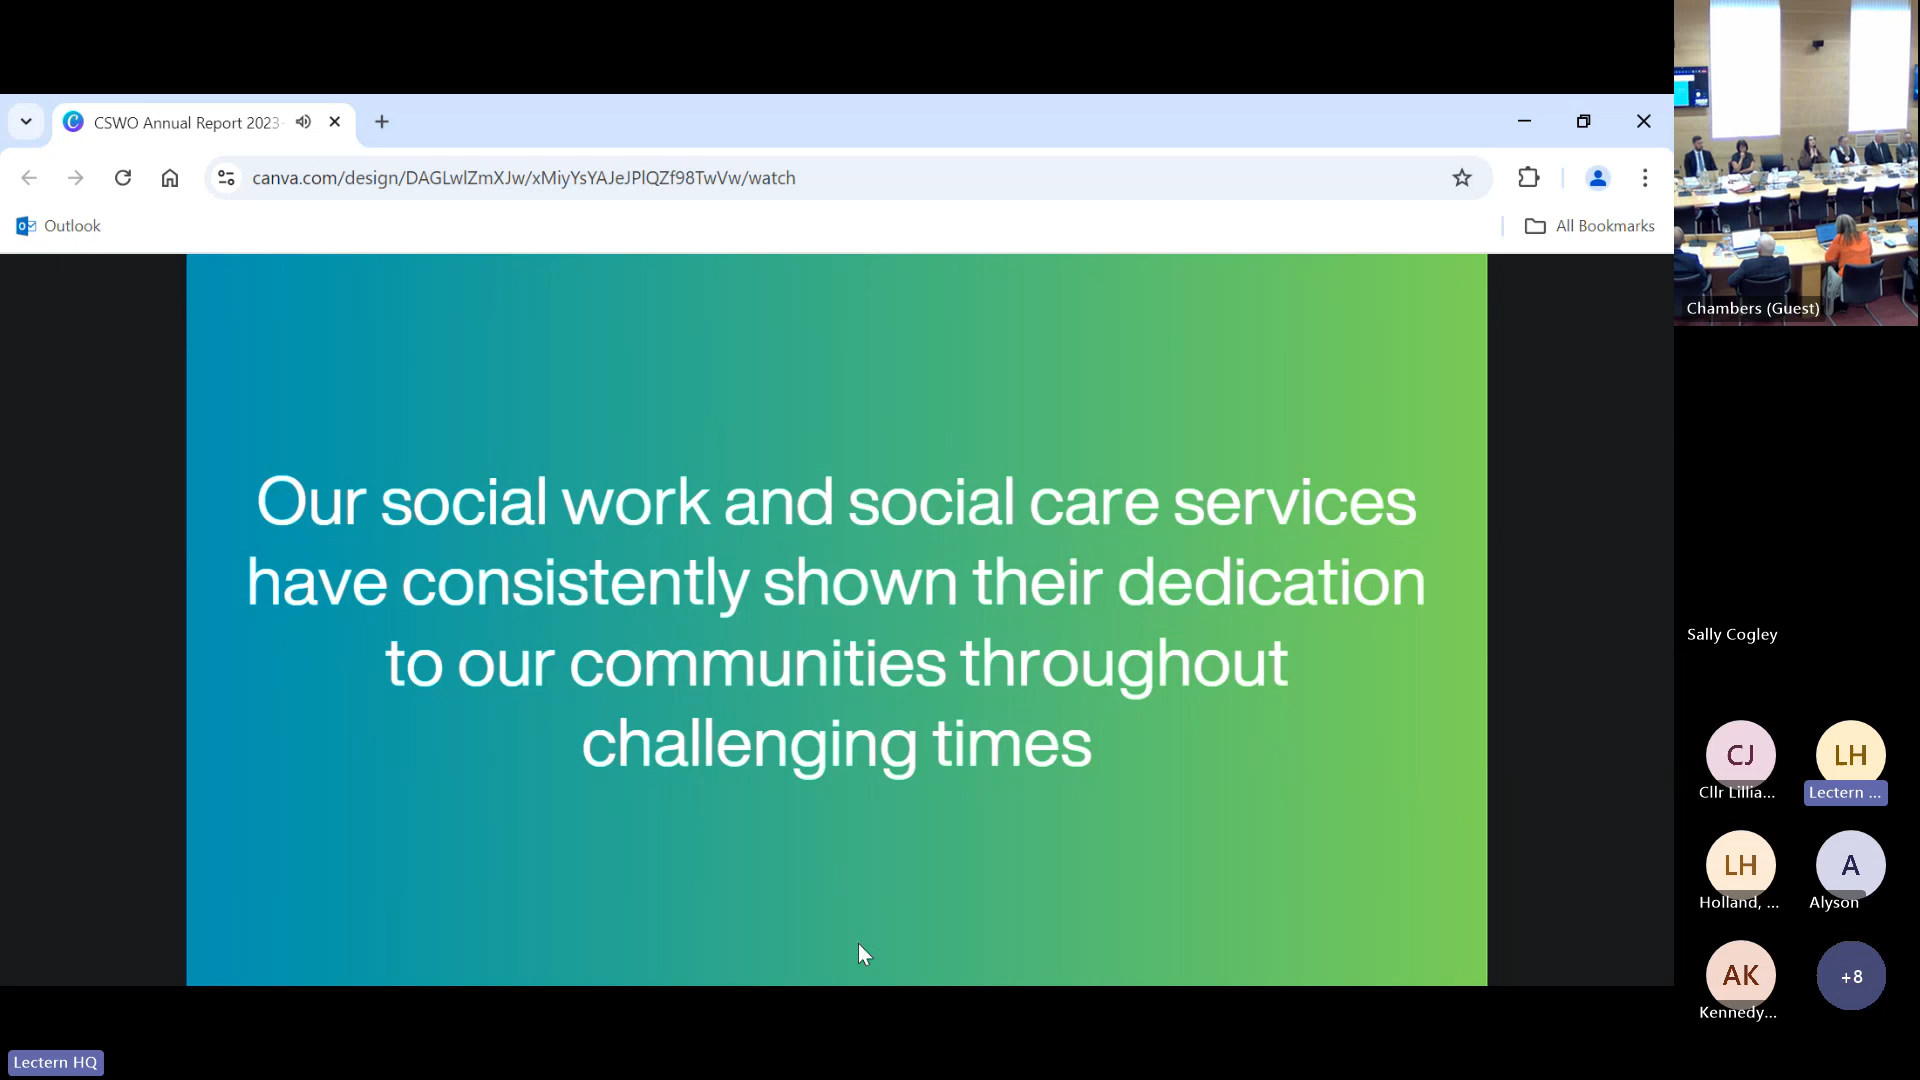 CSWO Annual Report 2023-
canva.com/design/DAGLwlZmXJw/xMiyYsYAJeJPlQZf98TwVw/watch
Outlook
All Bookmarks
Our social work and social care services
have consistently shown their dedication
to our communities throughout
challenging times
Chambers (Guest)
Sally Cogley
CJ
LH
Cllr Lillia...
Lectern ...
LH
A
Holland, ...
Alyson
AK
+8
Kennedy...
Lectern HQ